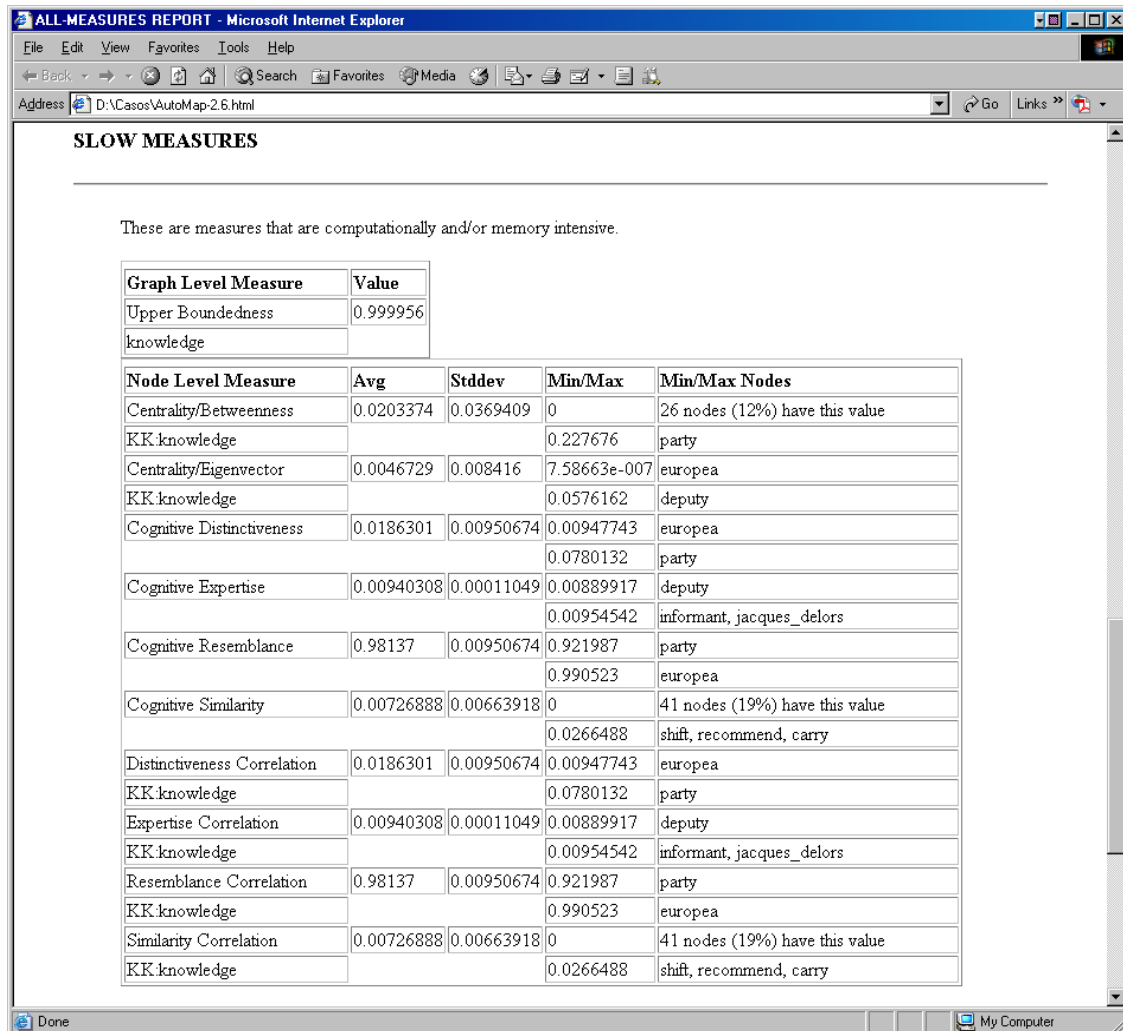 ALL-MEASURES REPORT - Microsoft Internet Explorer
File Edit View Favorites Tools Help
Back Search Favorites Media
Address D:\Casos\AutoMap-2.6.html Go Links »
SLOW MEASURES
These are measures that are computationally and/or memory intensive.
Graph Level Measure Value
Upper Boundedness 0.999956
knowledge
Node Level Measure Avg Stddev Min/Max Min/Max Nodes
Centrality/Betweenness 0.0203374 0.0369409 0 26 nodes (12%) have this value
KK:knowledge 0.227676 party
Centrality/Eigenvector 0.0046729 0.008416 7.58663e-007 europea
KK:knowledge 0.0576162 deputy
Cognitive Distinctiveness 0.0186301 0.00950674 0.00947743 europea
0.0780132 party
Cognitive Expertise 0.00940308 0.00011049 0.00889917 deputy
0.00954542 informant, jacques_delors
Cognitive Resemblance 0.98137 0.00950674 0.921987 party
0.990523 europea
Cognitive Similarity 0.00726888 0.00663918 0 41 nodes (19%) have this value
0.0266488 shift, recommend, carry
Distinctiveness Correlation 0.0186301 0.00950674 0.00947743 europea
KK:knowledge 0.0780132 party
Expertise Correlation 0.00940308 0.00011049 0.00889917 deputy
KK:knowledge 0.00954542 informant, jacques_delors
Resemblance Correlation 0.98137 0.00950674 0.921987 party
KK:knowledge 0.990523 europea
Similarity Correlation 0.00726888 0.00663918 0 41 nodes (19%) have this value
KK:knowledge 0.0266488 shift, recommend, carry
Done My Computer